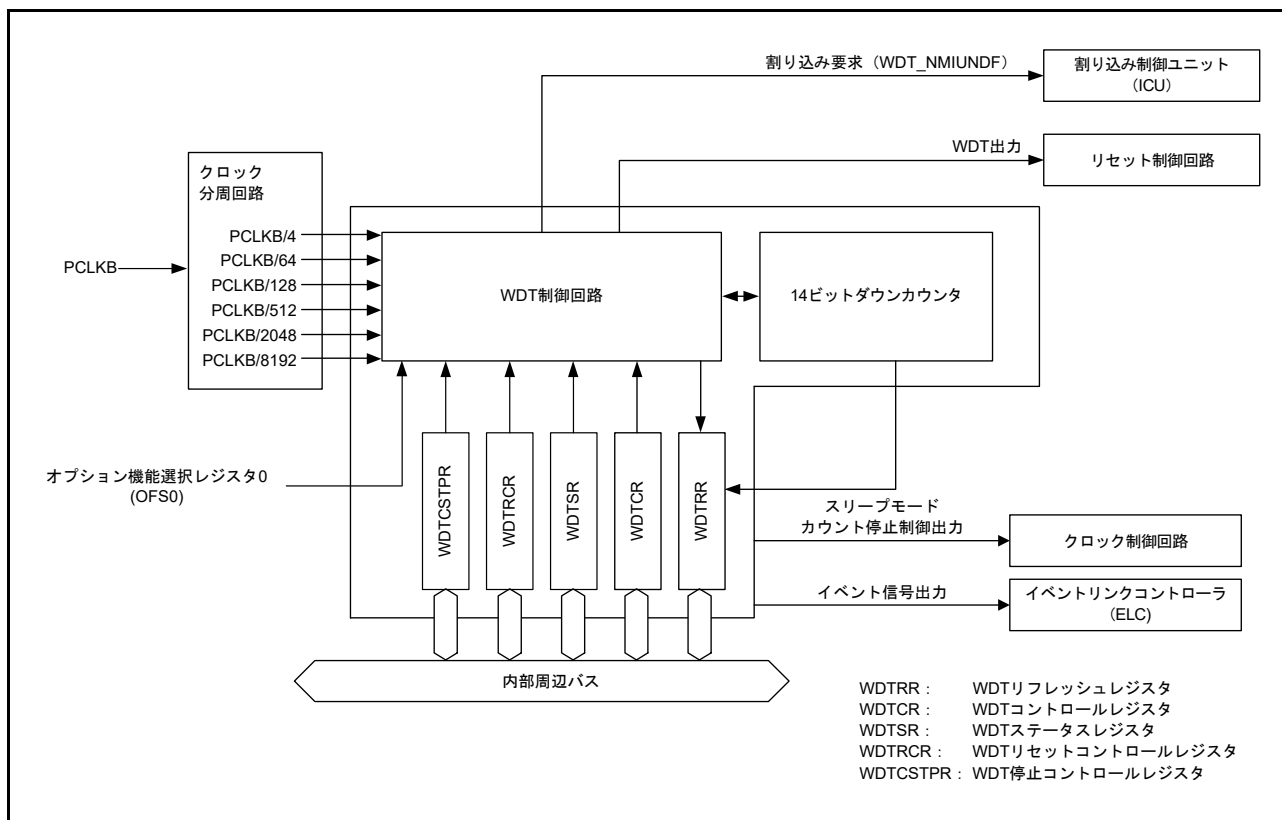 割り込み要求（WDT_NMIUNDF）
割り込み制御ユニット
（ICU）
WDT出力
リセット制御回路
クロック
分周回路
PCLKB
PCLKB/4
PCLKB/64
PCLKB/128
PCLKB/512
PCLKB/2048
PCLKB/8192
WDT制御回路
14ビットダウンカウンタ
オプション機能選択レジスタ0
(OFS0)
WDTCSTPR
WDTRCR
WDTSR
WDTCR
WDTRR
スリープモード
カウント停止制御出力
クロック制御回路
イベント信号出力
イベントリンクコントローラ
(ELC)
内部周辺バス
WDTRR： WDTリフレッシュレジスタ
WDTCR： WDTコントロールレジスタ
WDTSR： WDTステータスレジスタ
WDTRCR： WDTリセットコントロールレジスタ
WDTCSTPR： WDT停止コントロールレジスタ